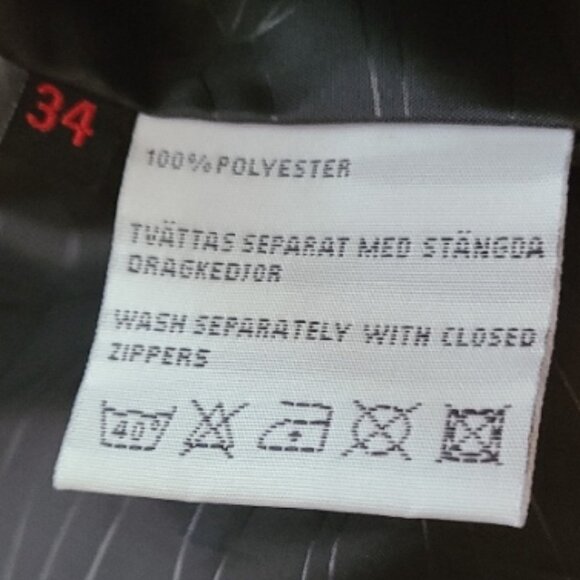 34
100% POLYESTER
TVÄTTAS SEPARAT MED STÄNGDA
DRAGKEDJOR
WASH SEPARATELY WITH CLOSED
ZIPPERS
40°